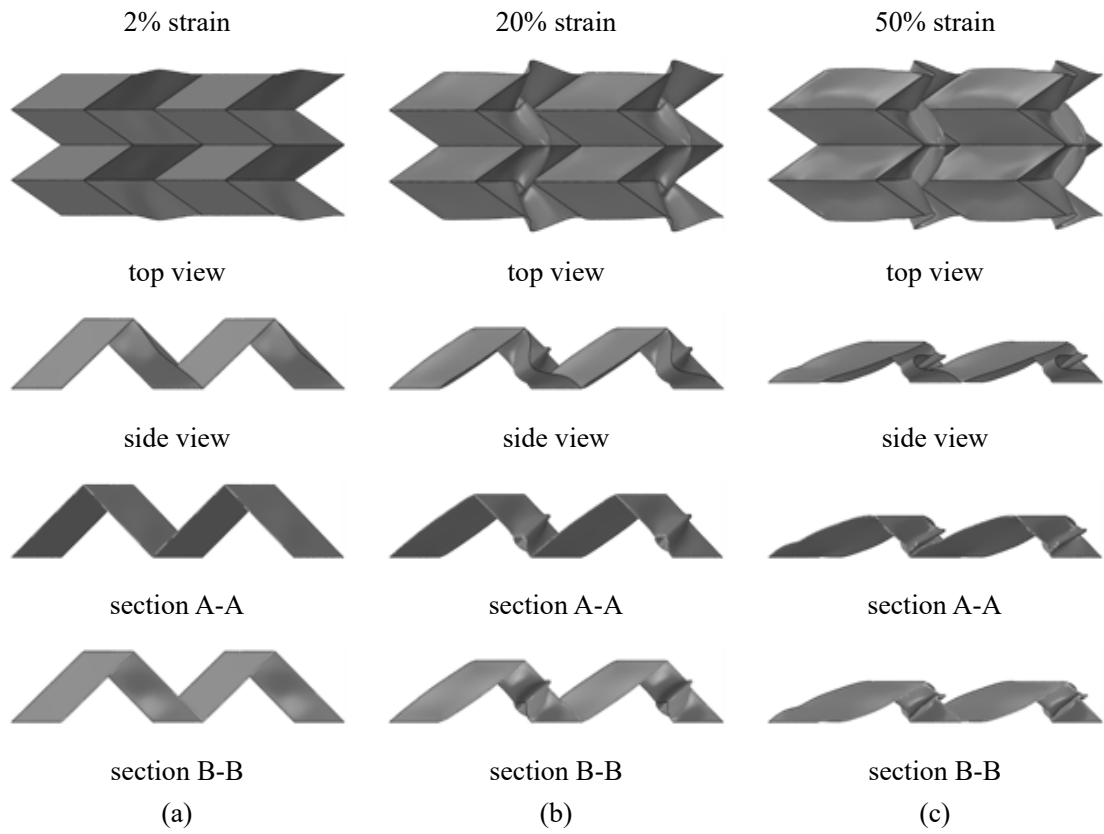 2% strain 20% strain 50% strain
top view top view top view
side view side view side view
section A-A section A-A section A-A
section B-B section B-B section B-B
(a) (b) (c)